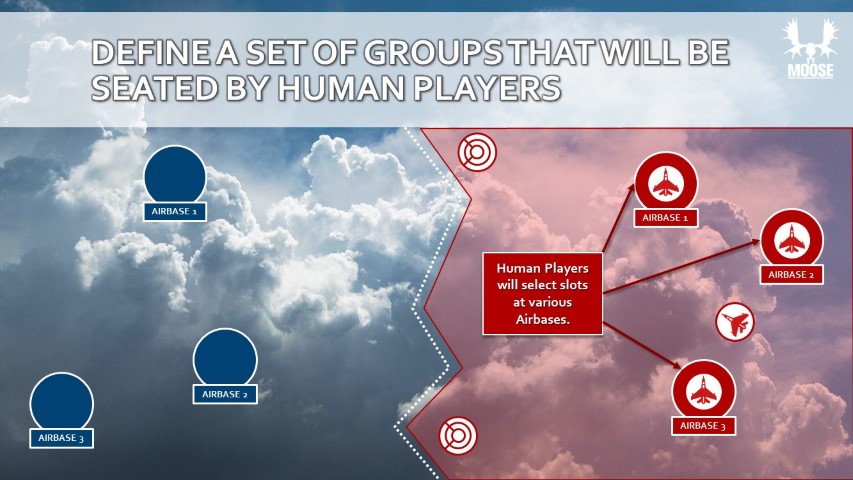 DEFINE A SET OF GROUPS THAT WILL BE
SEATED BY HUMAN PLAYERS
MOOSE
AIRBASE 1
AIRBASE 2
AIRBASE 3
Human Players
will select slots
at various
Airbases.
AIRBASE 1
AIRBASE 2
AIRBASE 3